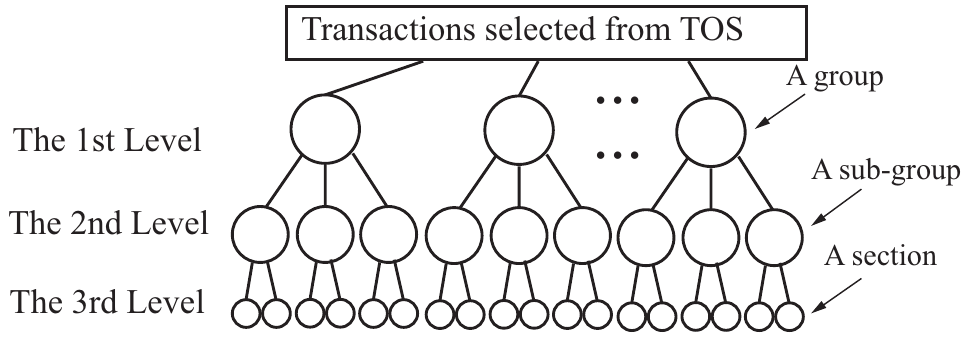 Transactions selected from TOS
A group
... 
The 1st Level
...
A sub-group
The 2nd Level
A section
The 3rd Level